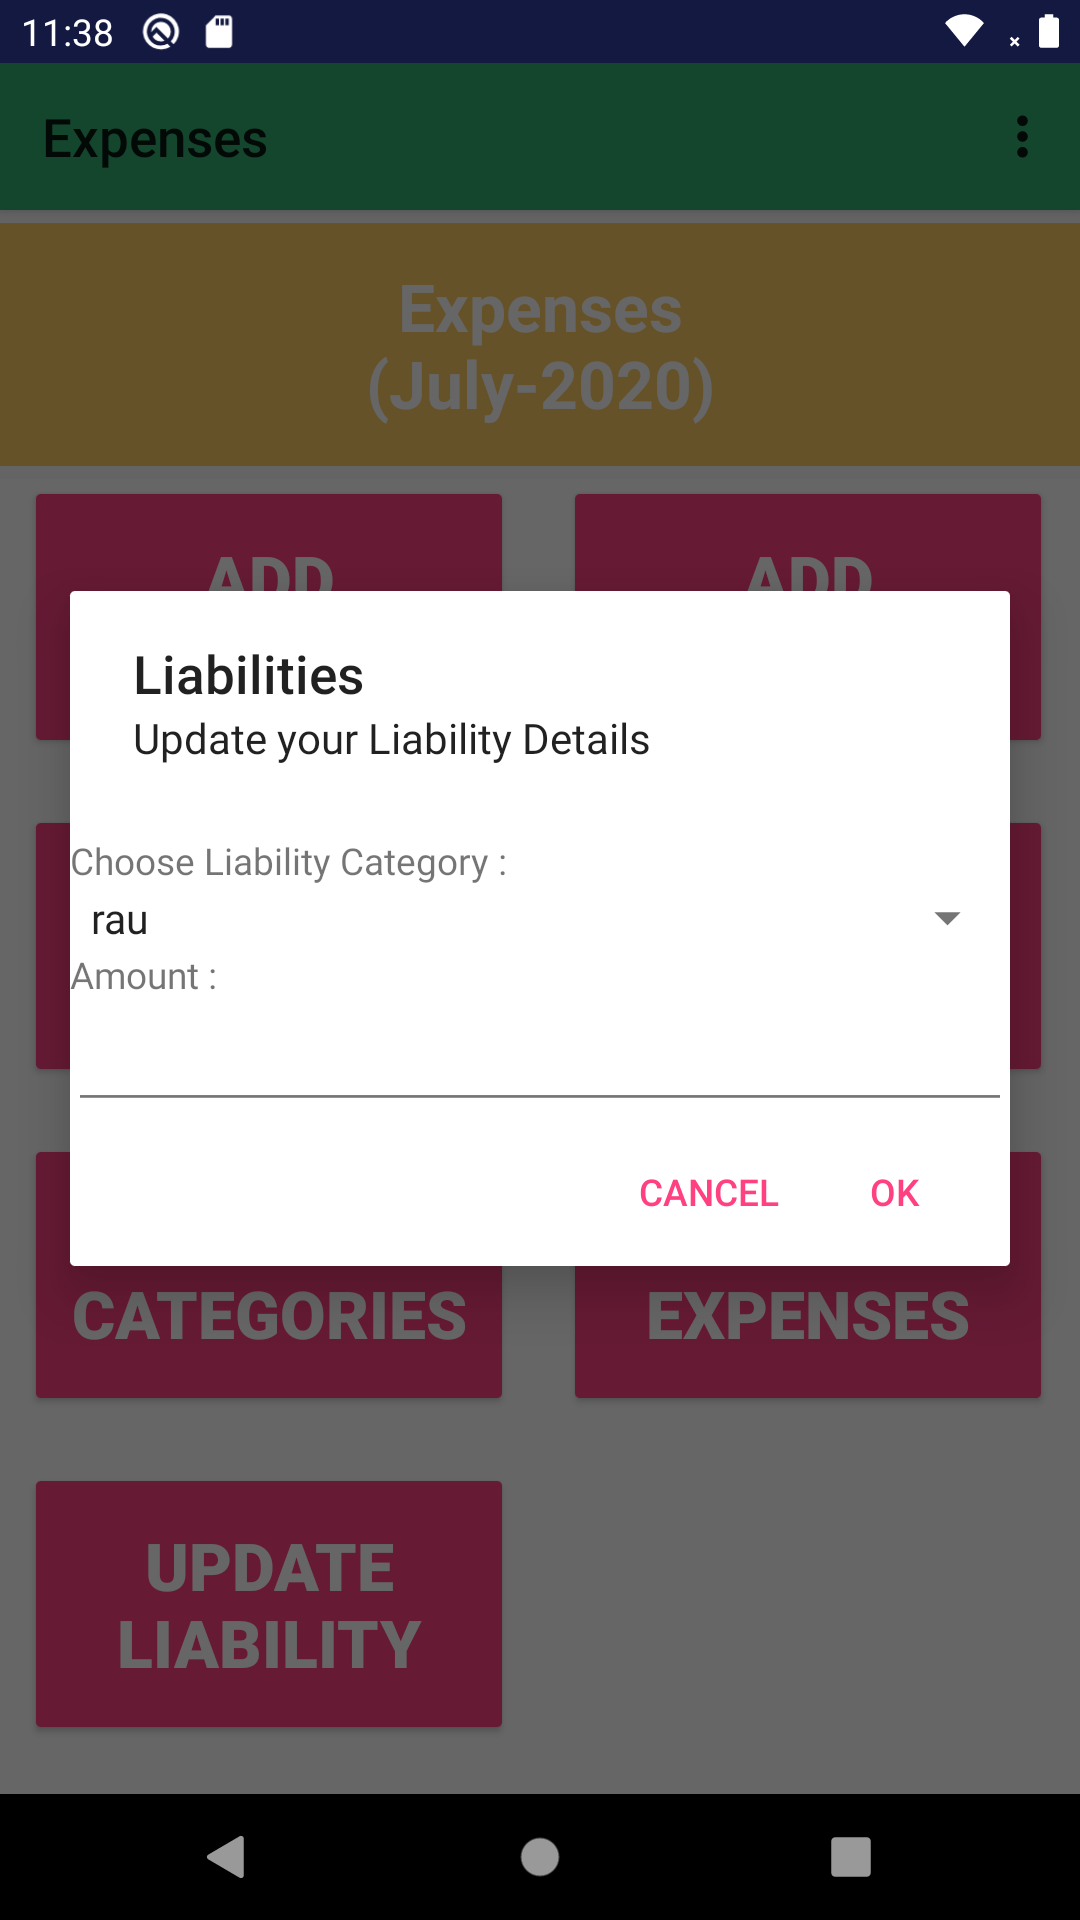 11:38
Expenses
Expenses
(July-2020)
ADD
ADD
Liabilities
Update your Liability Details
Choose Liability Category :
rau
Amount :
CANCEL
OK
CATEGORIES
EXPENSES
UPDATE
LIABILITY